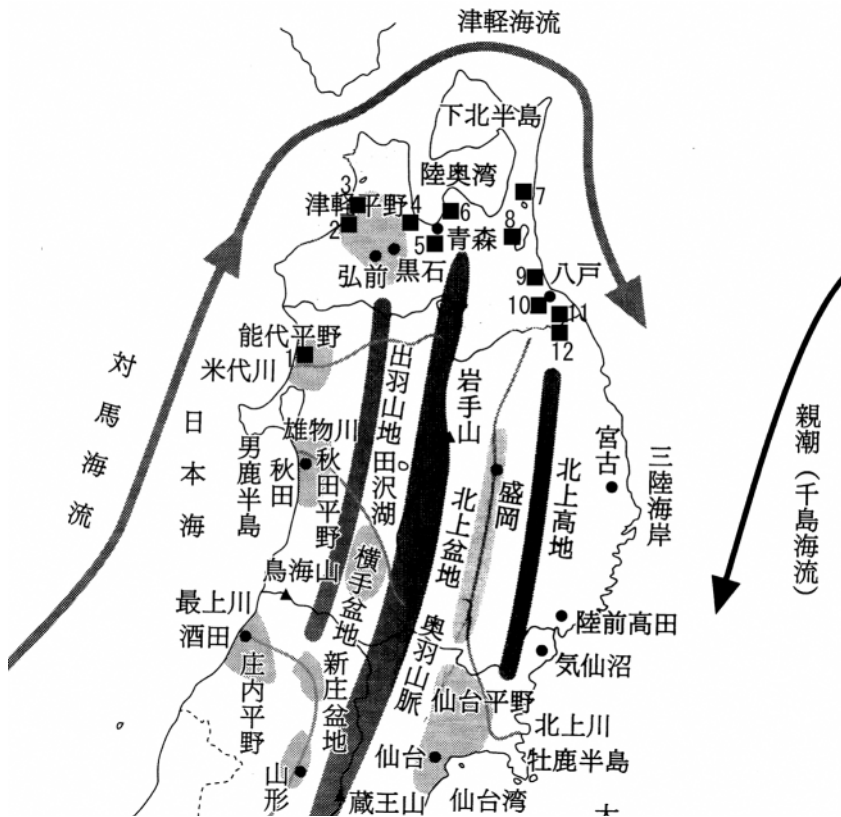 津軽海流
下北半島
陸奥湾
3
津軽平野
4
6
7
2
5
青森
8
弘前
黒石
9
八戸
10
11
12
能代平野
1
米代川
対馬海流
日本海
男鹿半島
雄物川
秋田
秋田平野
出羽山地
田沢湖
岩手山
北上盆地
盛岡
北上高地
宮古
三陸海岸
親潮（千島海流）
鳥海山
横手盆地
最上川
酒田
庄内平野
新庄盆地
奥羽山脈
陸前高田
気仙沼
仙台平野
北上川
仙台
牡鹿半島
山形
蔵王山
仙台湾